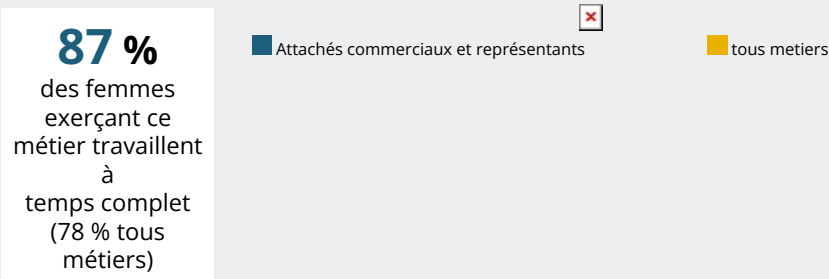 87 %
des femmes
exerçant ce
métier travaillent
à
temps complet
(78 % tous
métiers)
Attachés commerciaux et représentants
tous metiers